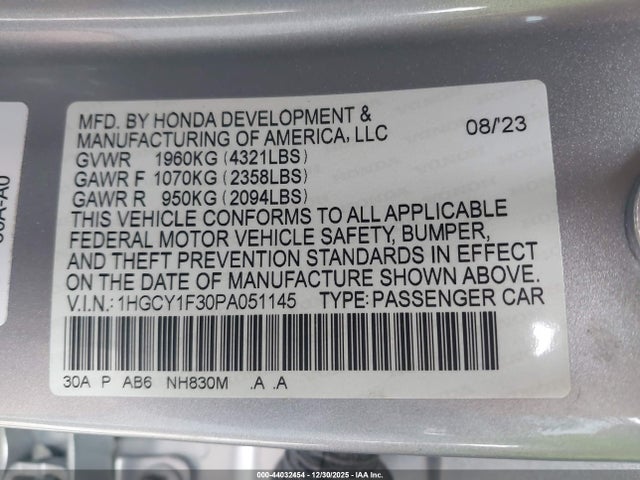 MFD. BY HONDA DEVELOPMENT &
MANUFACTURING OF AMERICA, LLC 08/'23
GVWR 1960KG (4321LBS)
GAWR F 1070KG (2358LBS)
GAWR R 950KG (2094LBS)
THIS VEHICLE CONFORMS TO ALL APPLICABLE
FEDERAL MOTOR VEHICLE SAFETY, BUMPER,
AND THEFT PREVENTION STANDARDS IN EFFECT
ON THE DATE OF MANUFACTURE SHOWN ABOVE.
V.I.N.: 1HGCY1F30PA051145 TYPE: PASSENGER CAR
30A P AB6 NH830M .A .A
©-44032454 | 12/30/2025 | IAA Inc.